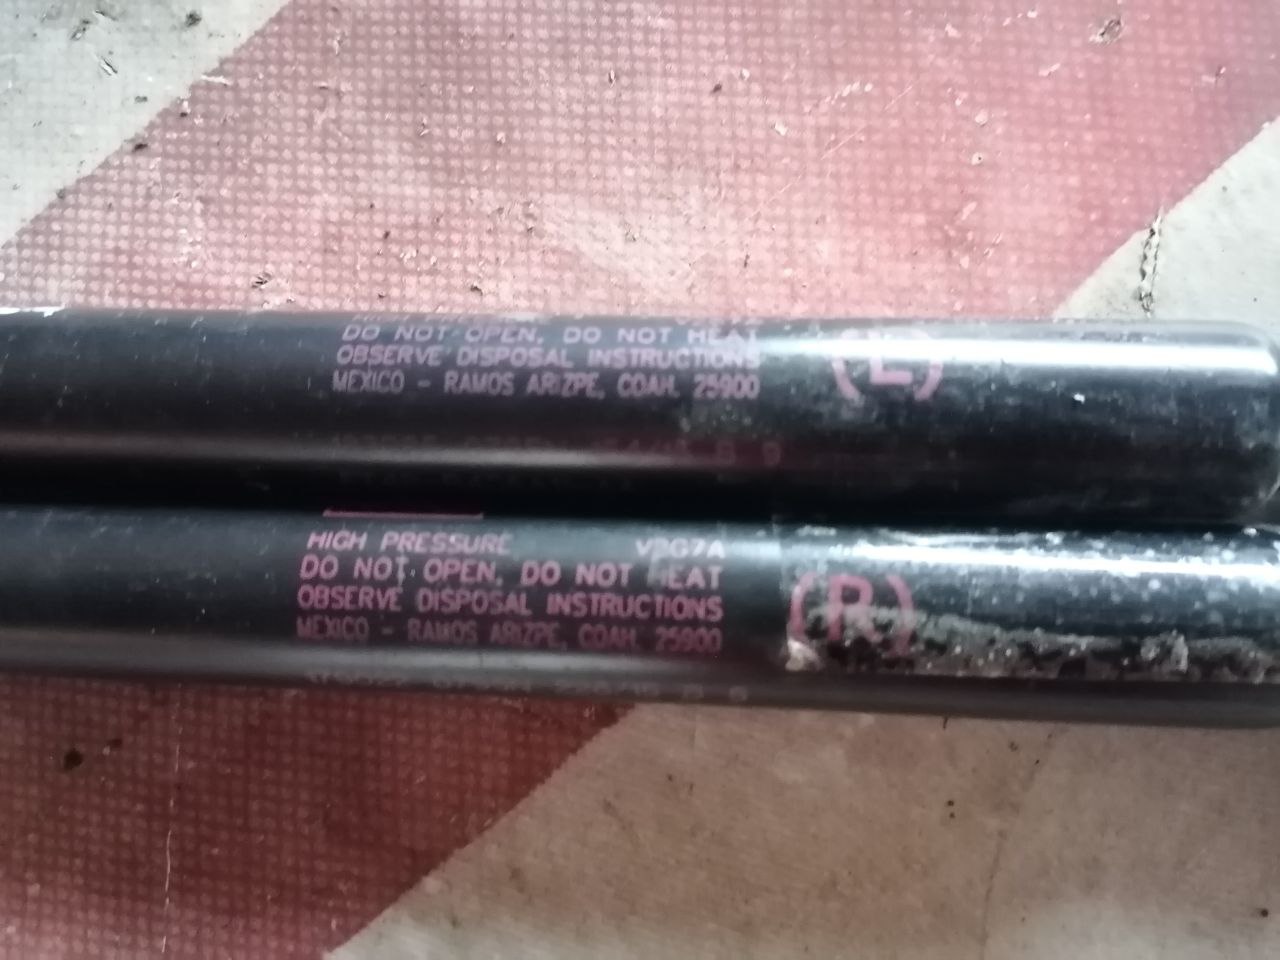 DO NOT OPEN. DO NOT HEAT
OBSERVE DISPOSAL INSTRUCTIONS
MEXICO - RAMOS ARIZPE, COAH. 25900
(L)
HIGH PRESSURE
DO NOT OPEN. DO NOT HEAT
OBSERVE DISPOSAL INSTRUCTIONS
MEXICO - RAMOS ARIZPE, COAH. 25900
(R)